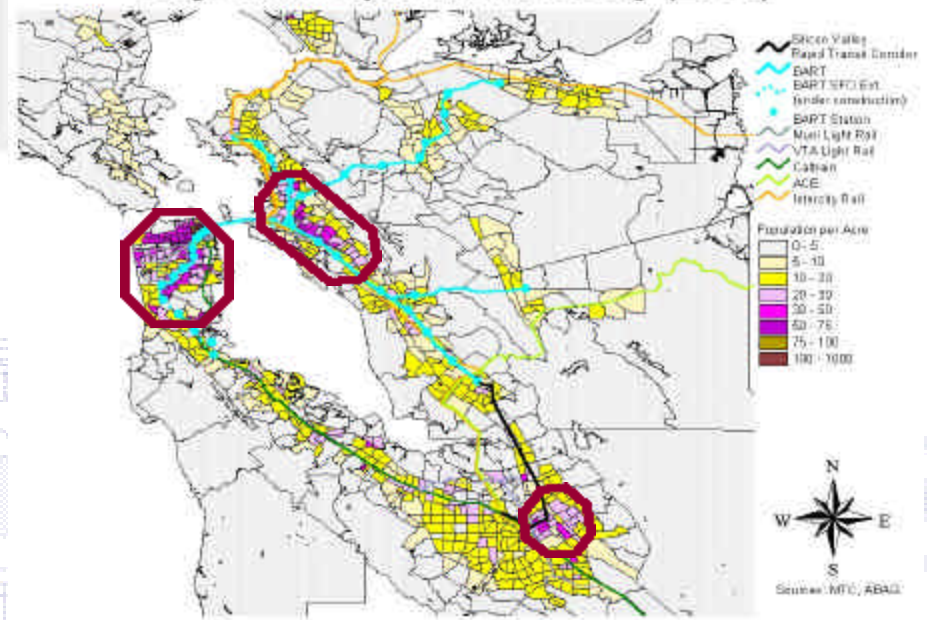 Silicon Valley
Rapid Transit Corridor
BART
BART SFO Ext.
(under construction)
BART Station
Muni Light Rail
VTA Light Rail
Caltrain
ACE
Intercity Rail
Population per Acre
0 - 5
5 - 10
10 - 20
20 - 30
30 - 50
50 - 75
75 - 100
100 - 1000
N
W
E
S
Sources: MTC, ABAG